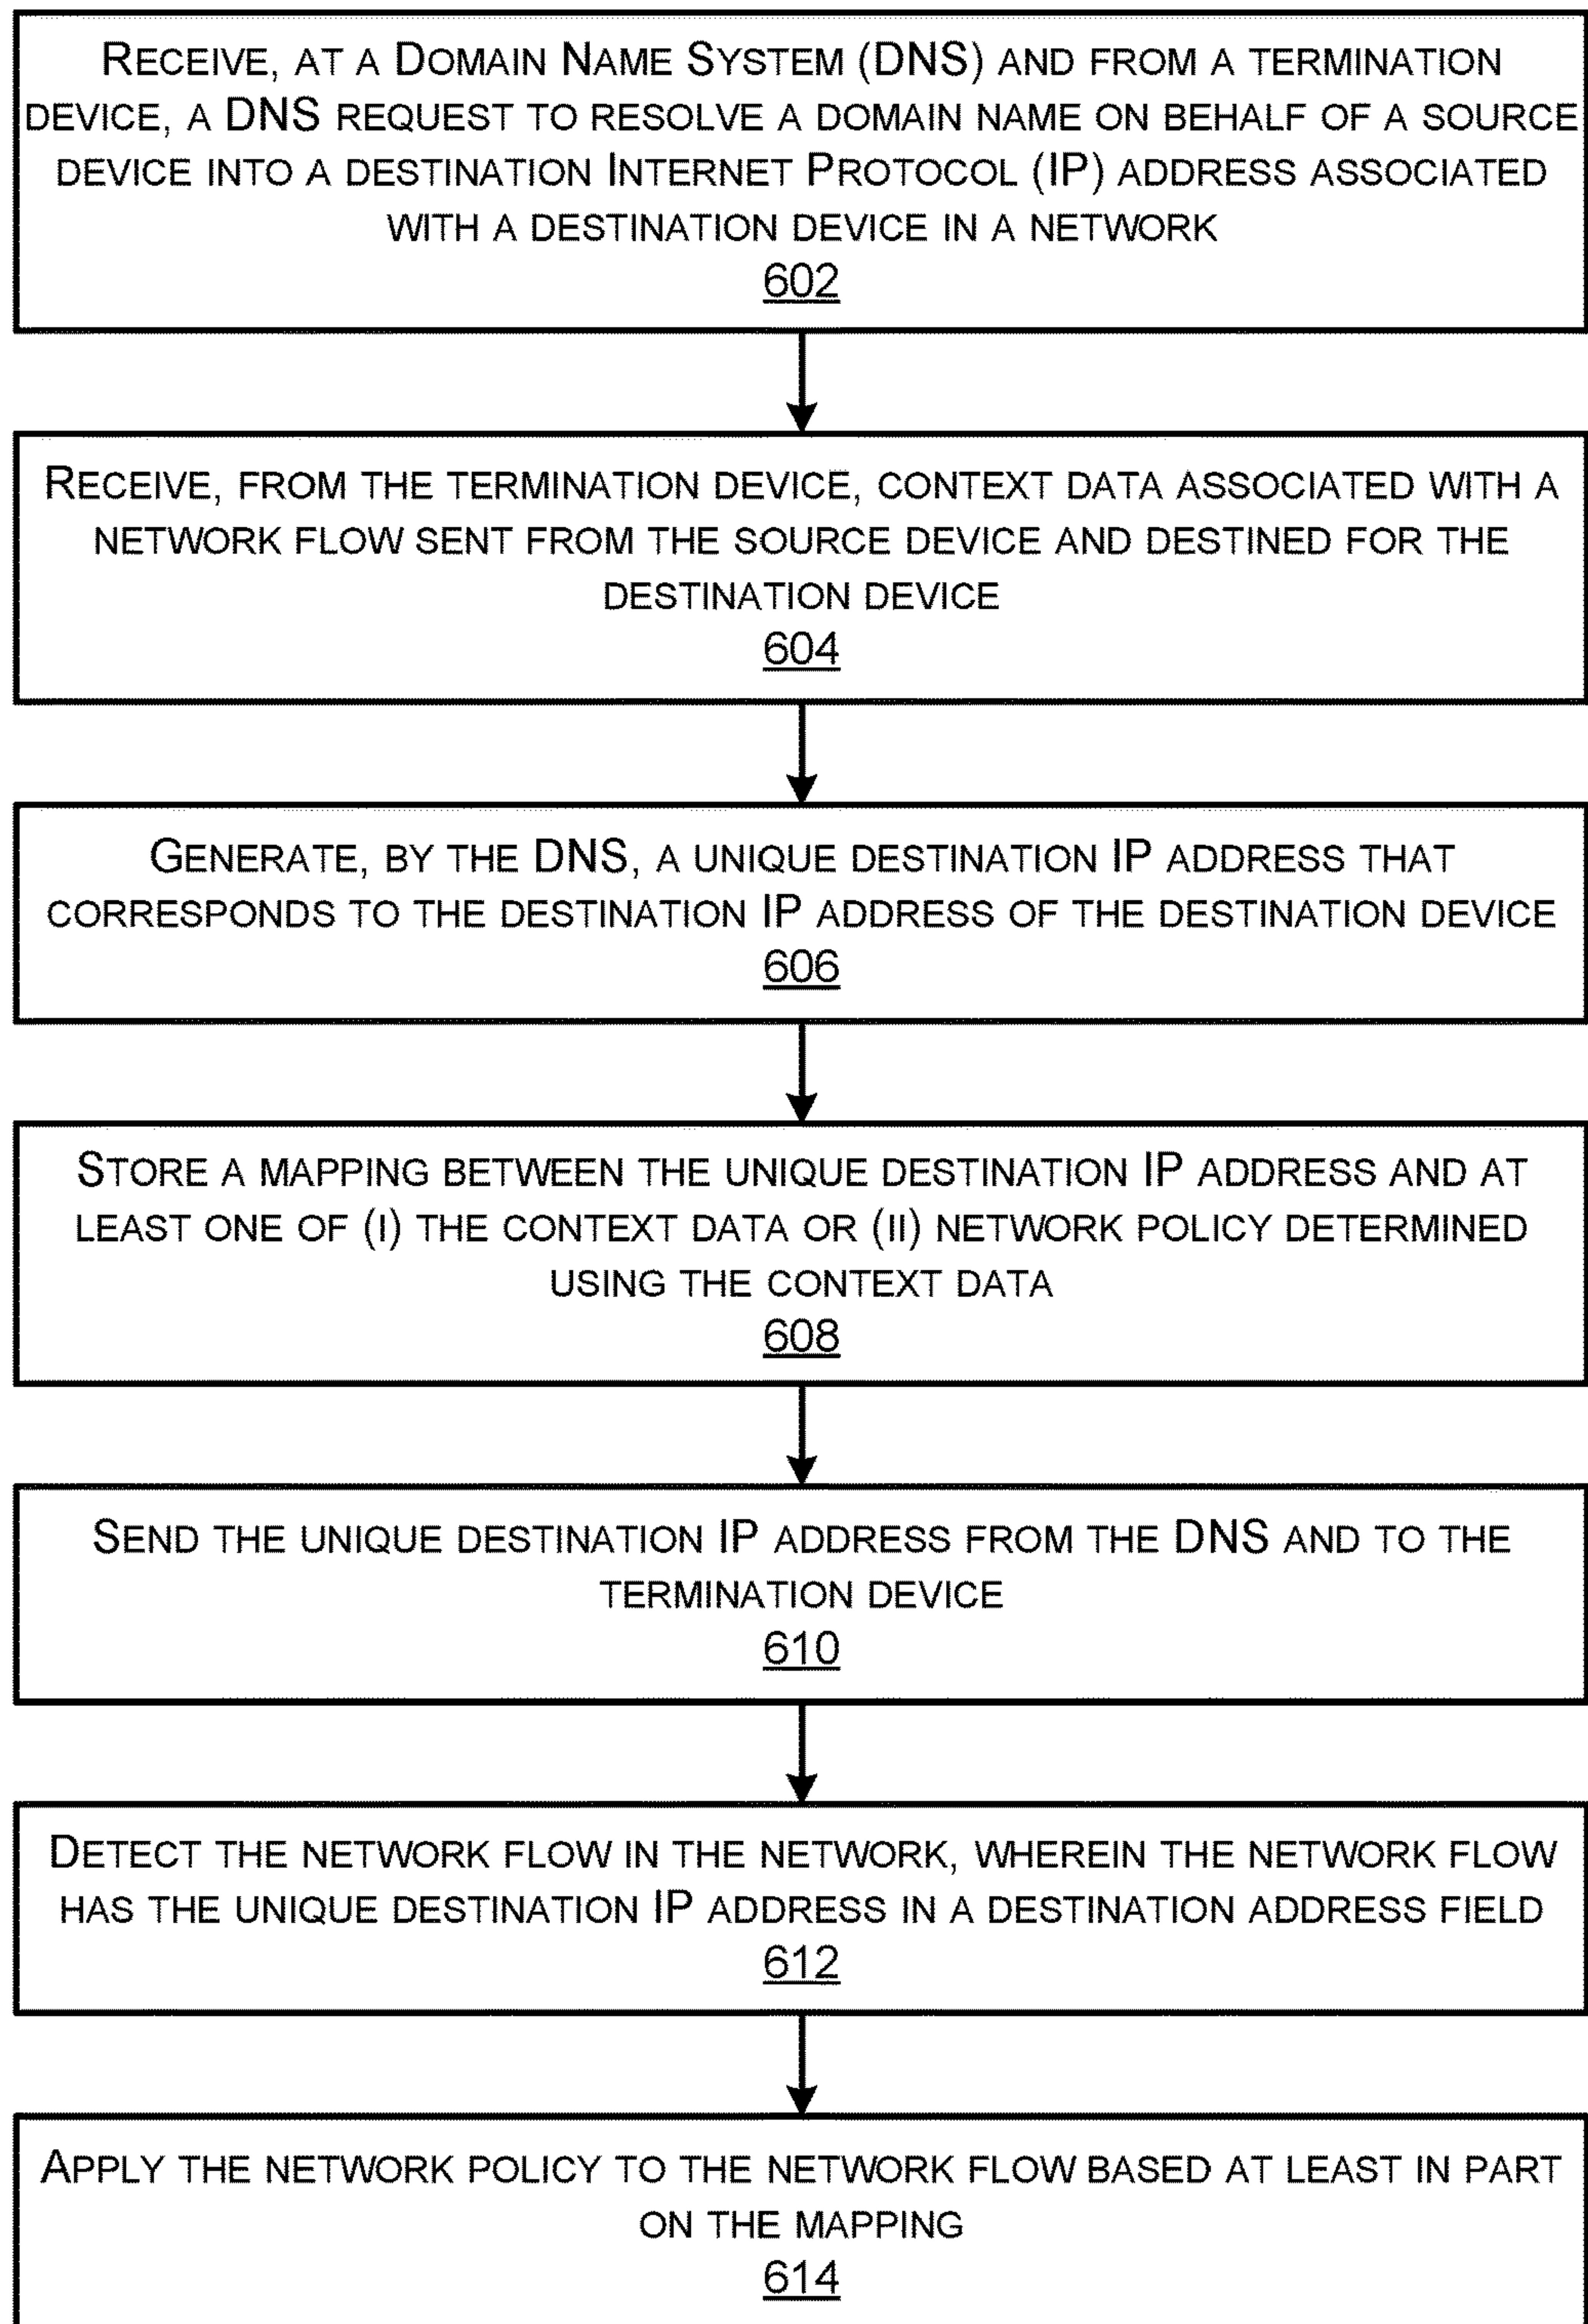 RECEIVE, AT A DOMAIN NAME SYSTEM (DNS) AND FROM A TERMINATION
DEVICE, A DNS REQUEST TO RESOLVE A DOMAIN NAME ON BEHALF OF A SOURCE
DEVICE INTO A DESTINATION INTERNET PROTOCOL (IP) ADDRESS ASSOCIATED
WITH A DESTINATION DEVICE IN A NETWORK
602
RECEIVE, FROM THE TERMINATION DEVICE, CONTEXT DATA ASSOCIATED WITH A
NETWORK FLOW SENT FROM THE SOURCE DEVICE AND DESTINED FOR THE
DESTINATION DEVICE
604
GENERATE, BY THE DNS, A UNIQUE DESTINATION IP ADDRESS THAT
CORRESPONDS TO THE DESTINATION IP ADDRESS OF THE DESTINATION DEVICE
606
STORE A MAPPING BETWEEN THE UNIQUE DESTINATION IP ADDRESS AND AT
LEAST ONE OF (I) THE CONTEXT DATA OR (II) NETWORK POLICY DETERMINED
USING THE CONTEXT DATA
608
SEND THE UNIQUE DESTINATION IP ADDRESS FROM THE DNS AND TO THE
TERMINATION DEVICE
610
DETECT THE NETWORK FLOW IN THE NETWORK, WHEREIN THE NETWORK FLOW
HAS THE UNIQUE DESTINATION IP ADDRESS IN A DESTINATION ADDRESS FIELD
612
APPLY THE NETWORK POLICY TO THE NETWORK FLOW BASED AT LEAST IN PART
ON THE MAPPING
614